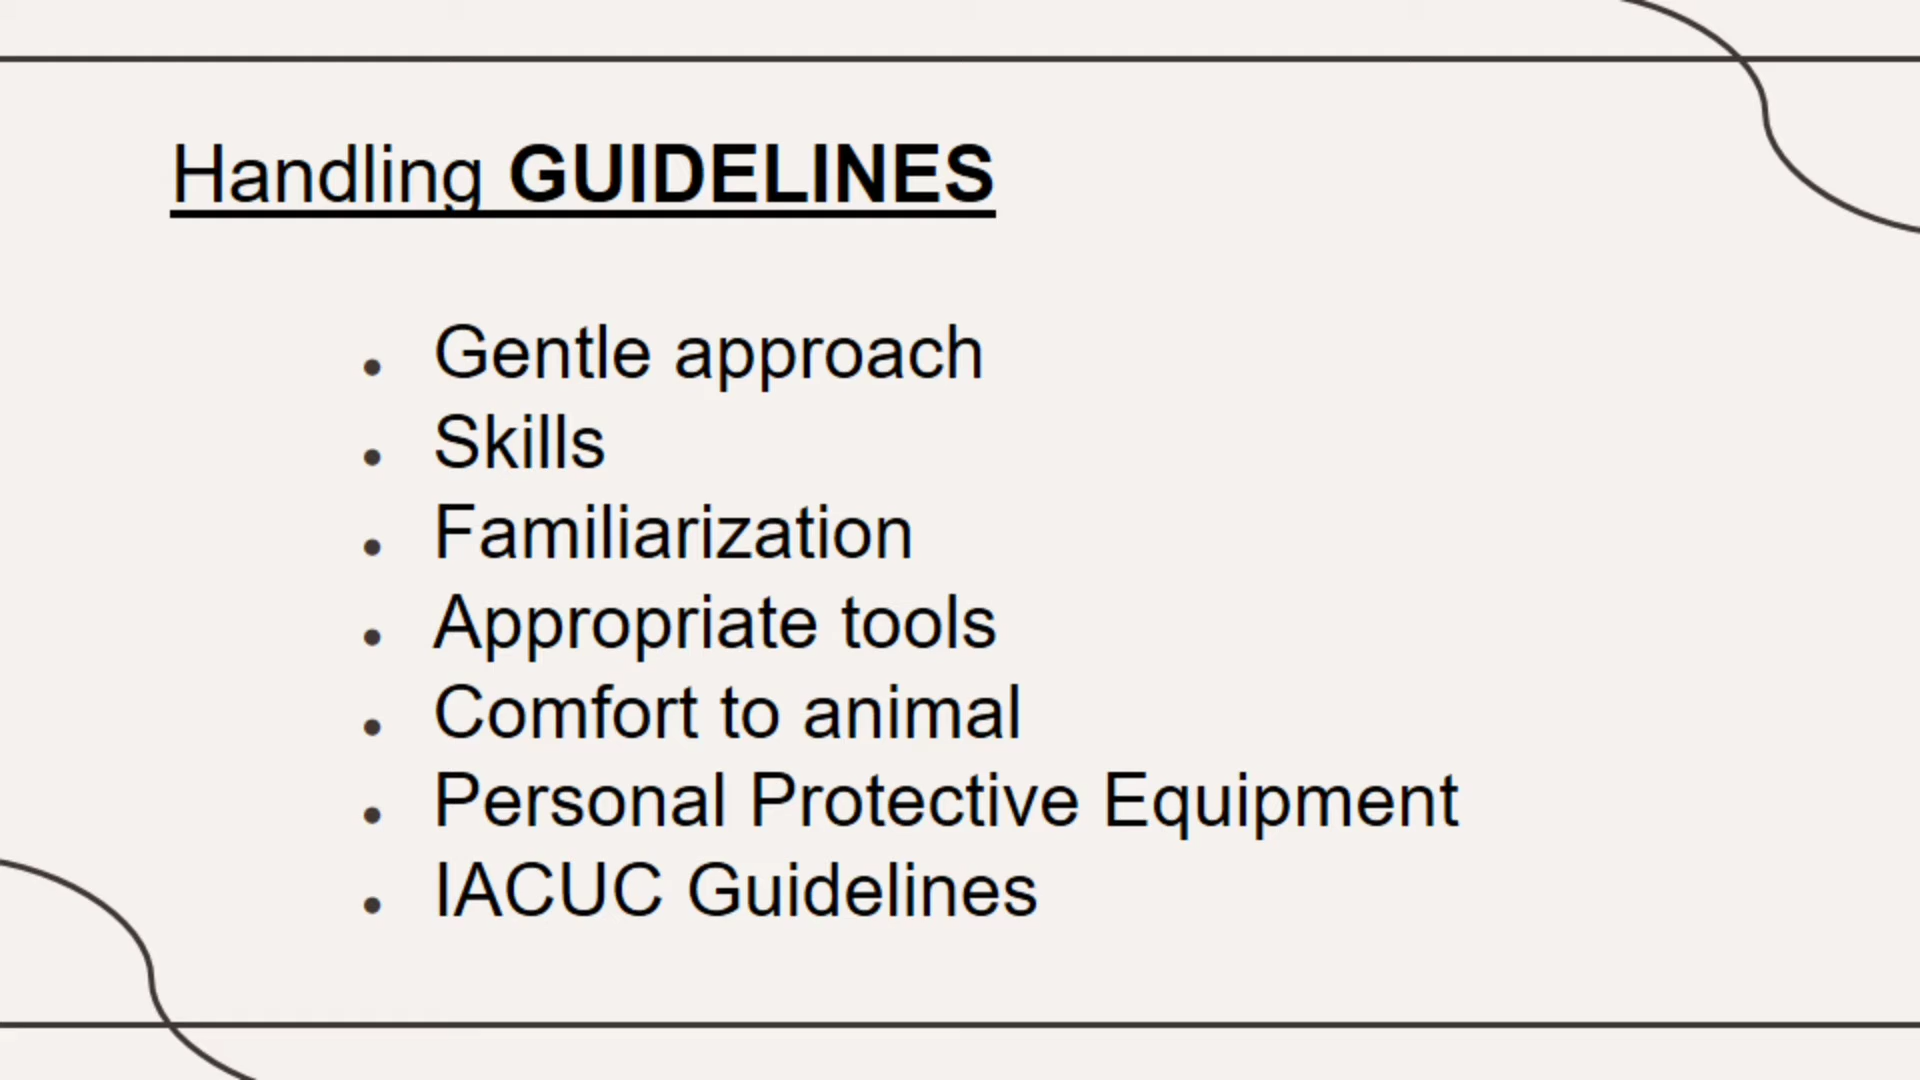 Handling GUIDELINES
• Gentle approach
• Skills
• Familiarization
• Appropriate tools
• Comfort to animal
• Personal Protective Equipment
• IACUC Guidelines